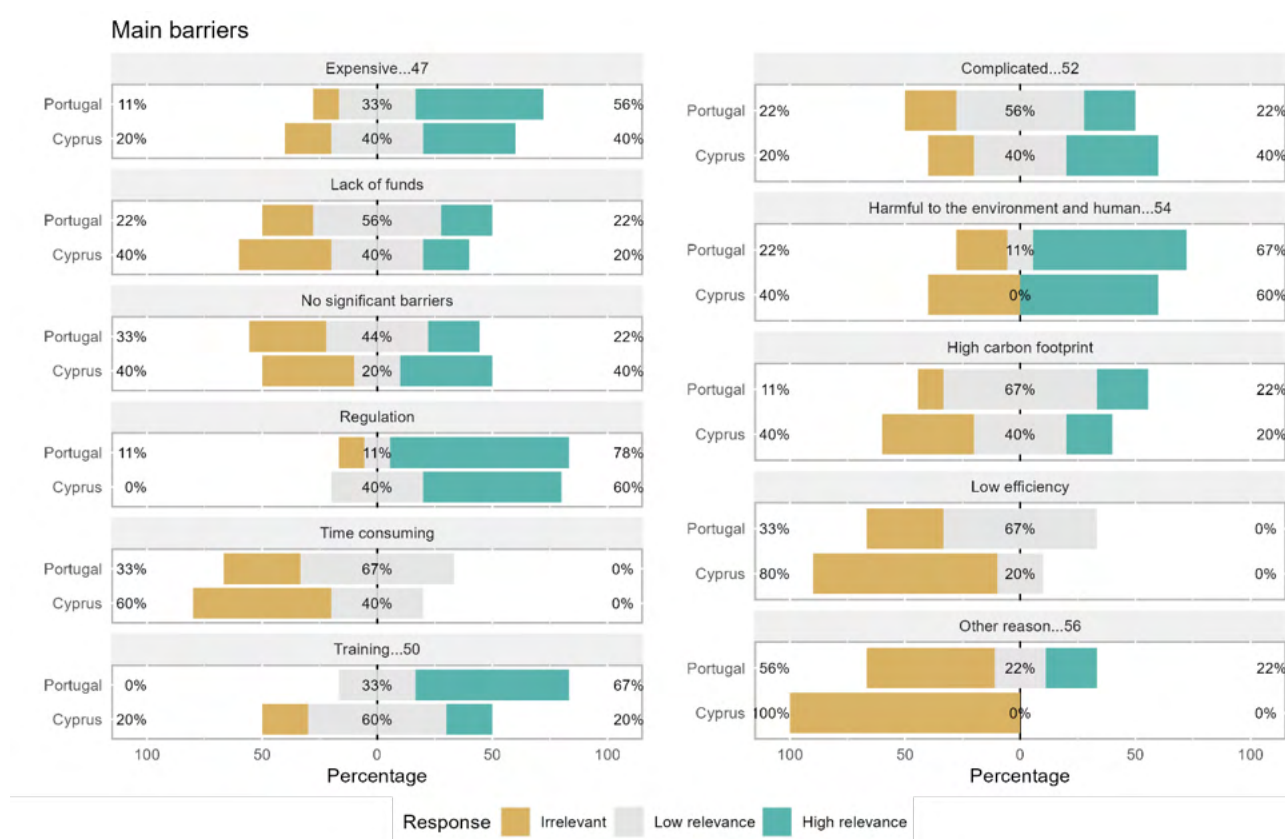 Main barriers
Expensive...47
Portugal 11% 33% 56%
Cyprus 20% 40% 40%
Lack of funds
Portugal 22% 56% 22%
Cyprus 40% 40% 20%
No significant barriers
Portugal 33% 44% 22%
Cyprus 40% 20% 40%
Regulation
Portugal 11% 11% 78%
Cyprus 0% 40% 60%
Time consuming
Portugal 33% 67% 0%
Cyprus 60% 40% 0%
Training...50
Portugal 0% 33% 67%
Cyprus 20% 60% 20%
100 50 0 50 100
Percentage
Complicated...52
Portugal 22% 56% 22%
Cyprus 20% 40% 40%
Harmful to the environment and human...54
Portugal 22% 11% 67%
Cyprus 40% 0% 60%
High carbon footprint
Portugal 11% 67% 22%
Cyprus 40% 40% 20%
Low efficiency
Portugal 33% 67% 0%
Cyprus 80% 20% 0%
Other reason...56
Portugal 56% 22% 22%
Cyprus 100% 0% 0%
100 50 0 50 100
Percentage
Response Irrelevant Low relevance High relevance